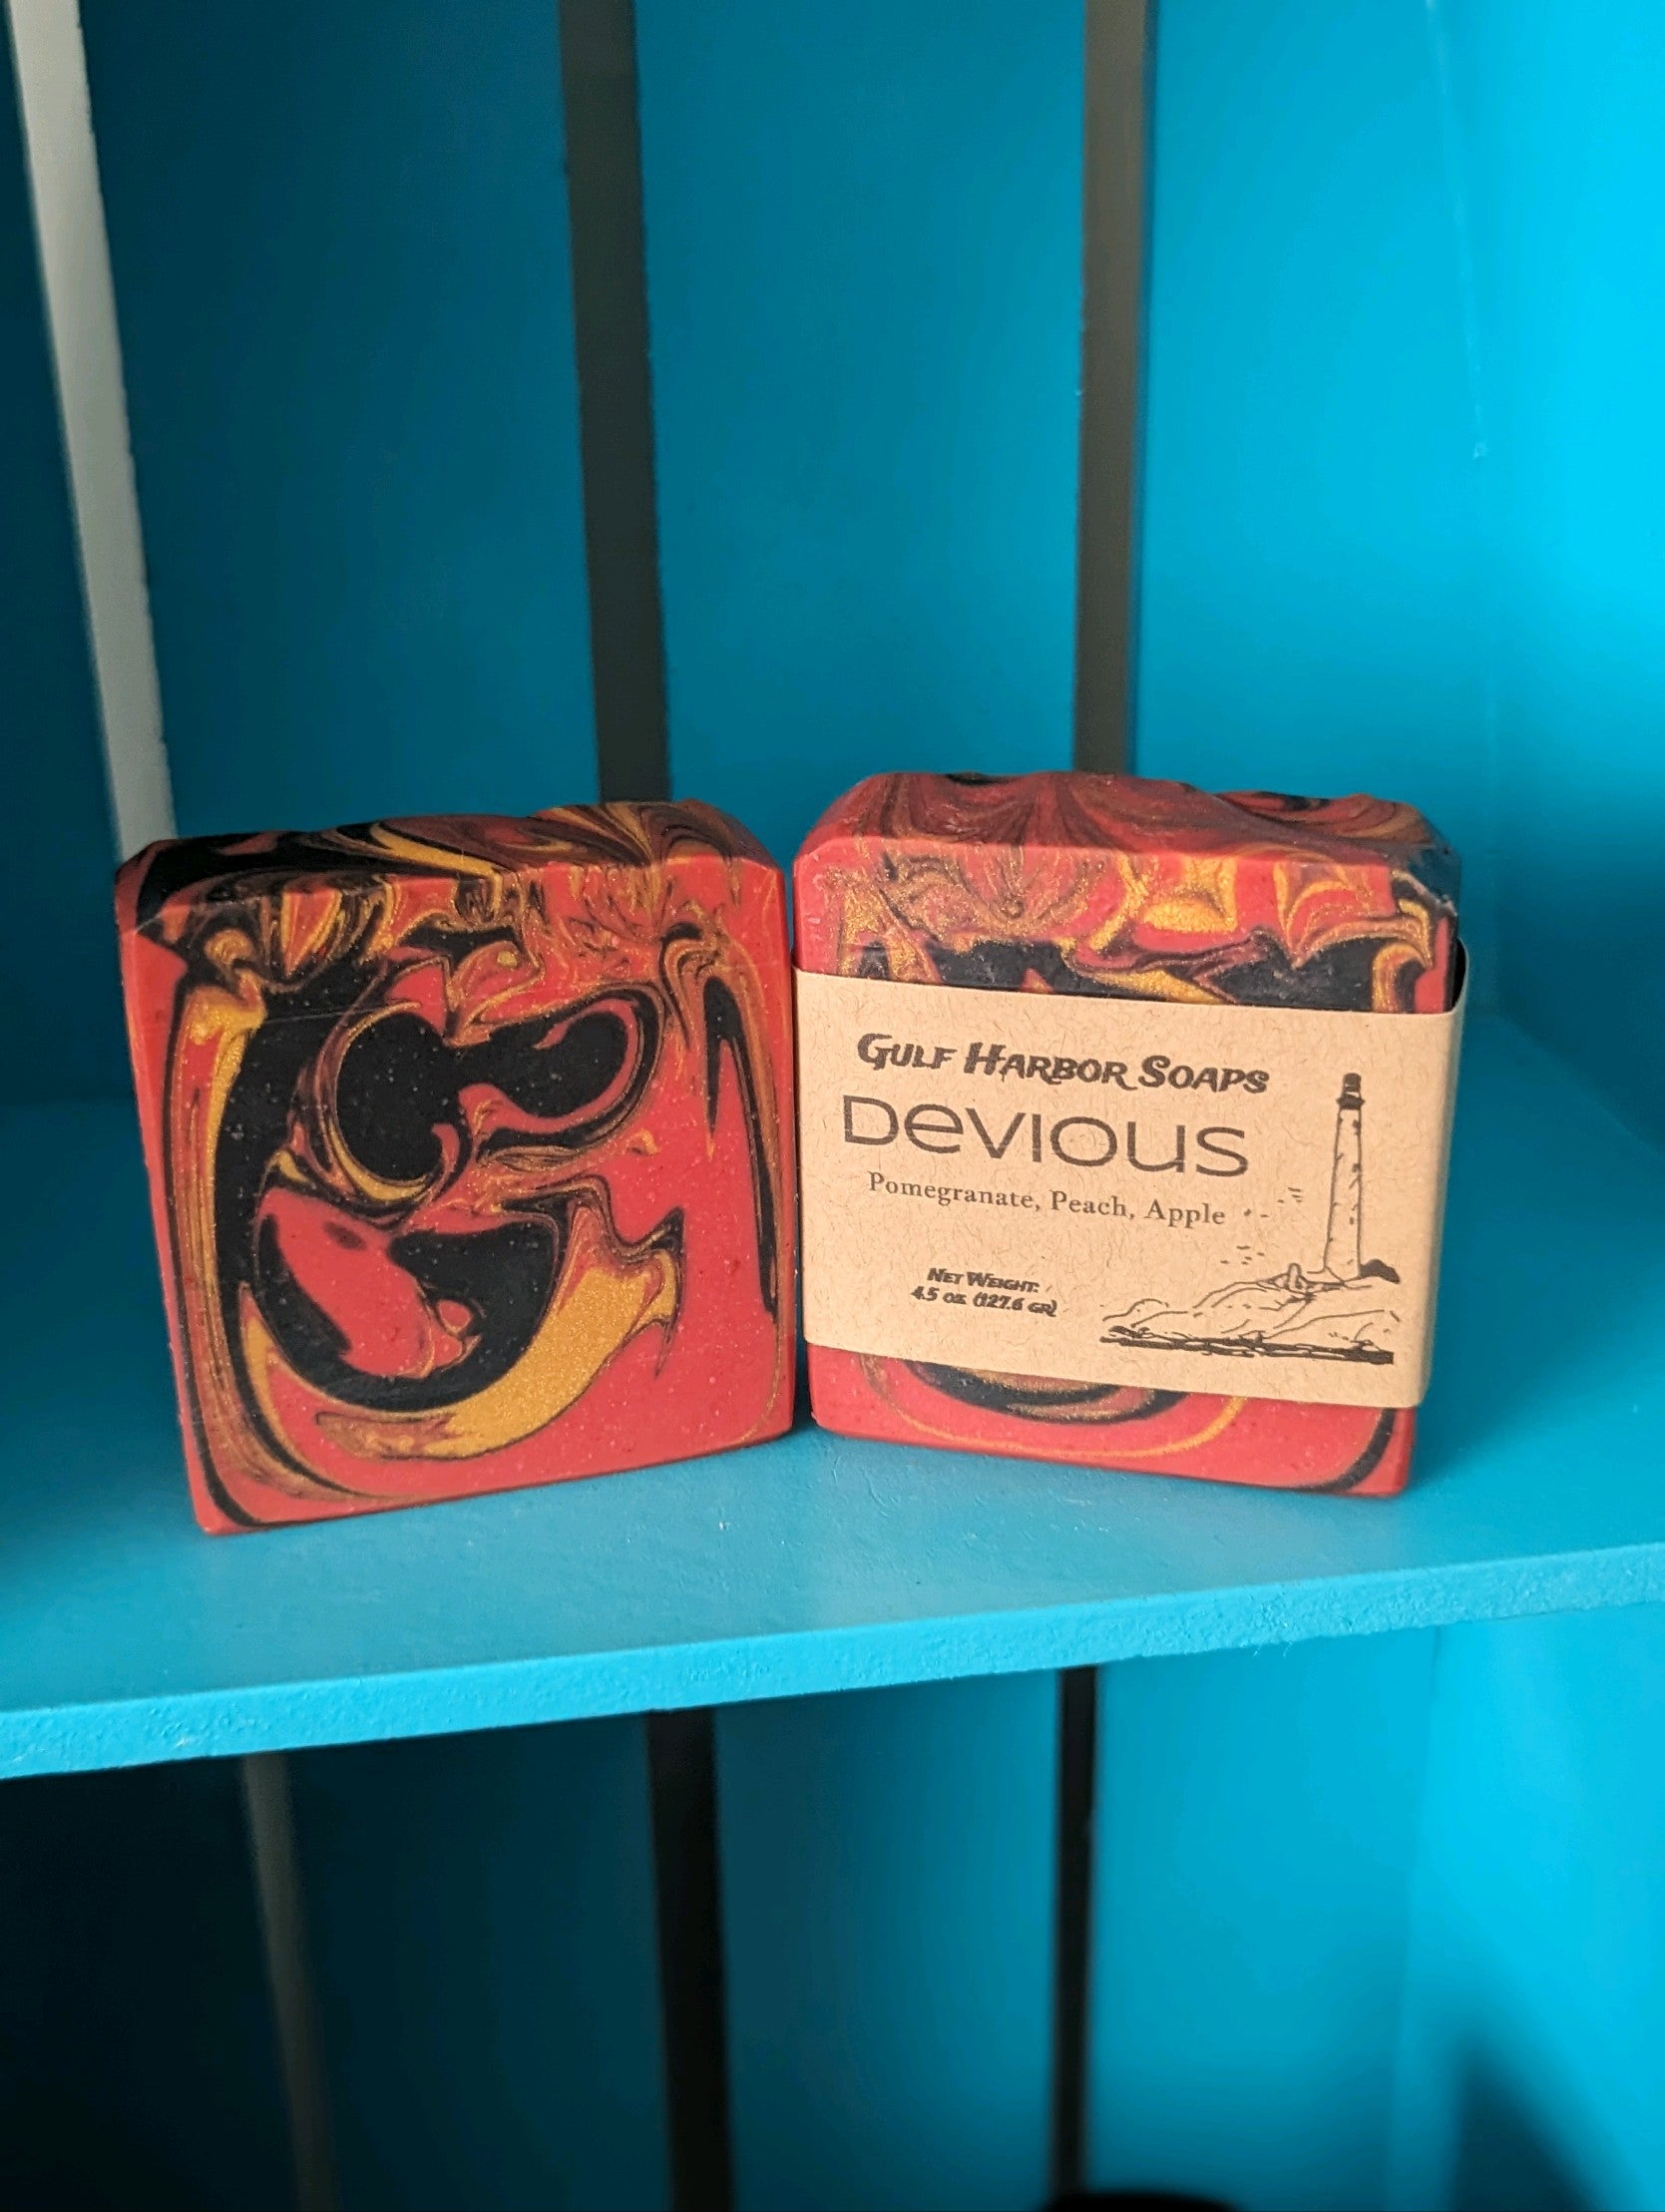 Gulf Harbor Soaps
Devious
Pomegranate, Peach, Apple
Net Weight:
4.5 oz. (127.6 gr)